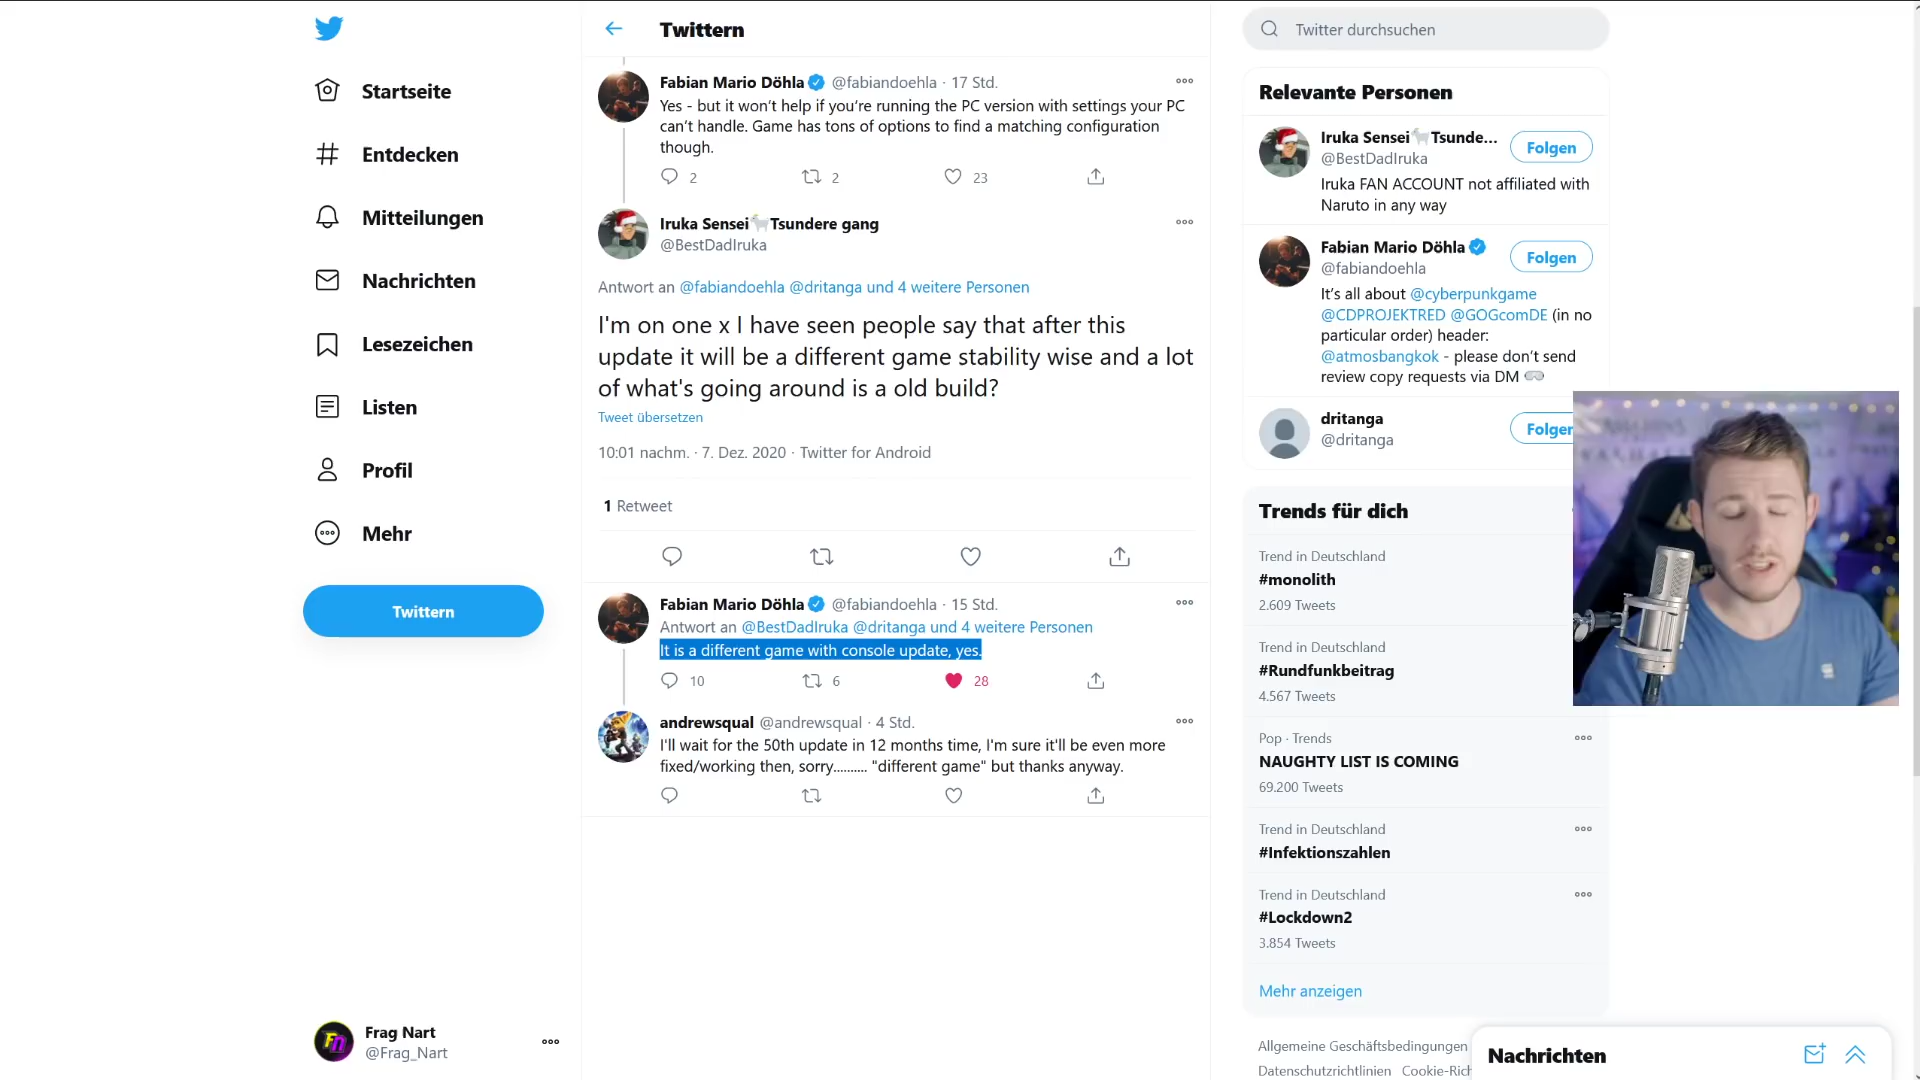 Twittern
Twitter durchsuchen
Startseite
Entdecken
Mitteilungen
Nachrichten
Lesezeichen
Listen
Profil
Mehr
Twittern
Frag Nart
@Frag_Nart
Fabian Mario Döhla @fabiandoehla · 17 Std.
Yes - but it won't help if you're running the PC version with settings your PC
can't handle. Game has tons of options to find a matching configuration
though.
2 2 23
Iruka Sensei🐐Tsundere gang
@BestDadIruka
Antwort an @fabiandoehla @dritanga und 4 weitere Personen
I'm on one x I have seen people say that after this
update it will be a different game stability wise and a lot
of what's going around is a old build?
Tweet übersetzen
10:01 nachm. · 7. Dez. 2020 · Twitter for Android
1 Retweet
Fabian Mario Döhla @fabiandoehla · 15 Std.
Antwort an @BestDadIruka @dritanga und 4 weitere Personen
It is a different game with console update, yes.
10 6 28
andrewsqual @andrewsqual · 4 Std.
I'll wait for the 50th update in 12 months time, I'm sure it'll be even more
fixed/working then, sorry.......... "different game" but thanks anyway.
Relevante Personen
Iruka Sensei🐐Tsunde...
@BestDadIruka
Folgen
Iruka FAN ACCOUNT not affiliated with
Naruto in any way
Fabian Mario Döhla
@fabiandoehla
Folgen
It's all about @cyberpunkgame
@CDPROJEKTRED @GOGcomDE (in no
particular order) header:
@atmosbangkok - please don't send
review copy requests via DM
dritanga
@dritanga
Folgen
Trends für dich
Trend in Deutschland
#monolith
2.609 Tweets
Trend in Deutschland
#Rundfunkbeitrag
4.567 Tweets
Pop · Trends
NAUGHTY LIST IS COMING
69.200 Tweets
Trend in Deutschland
#Infektionszahlen
Trend in Deutschland
#Lockdown2
3.854 Tweets
Mehr anzeigen
Allgemeine Geschäftsbedingungen
Datenschutzrichtlinien Cookie-Rich
Nachrichten